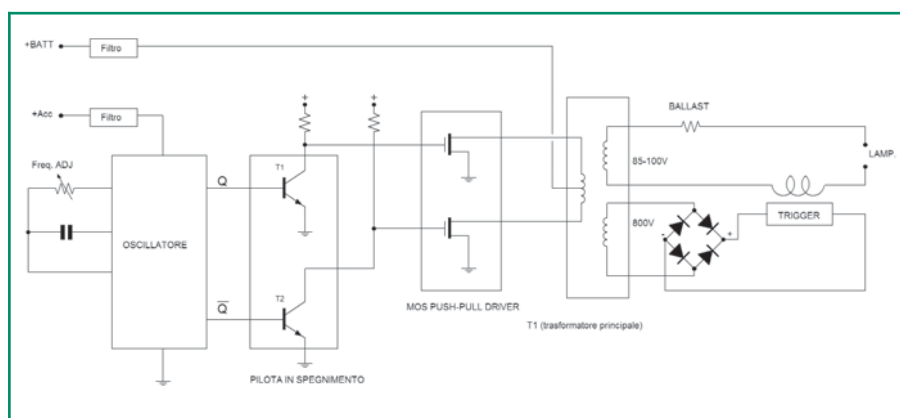 +BATT
Filtro
+Acc
Filtro
+
+
Freq. ADJ
OSCILLATORE
Q
Q̅
T1
T2
PILOTA IN SPEGNIMENTO
MOS PUSH-PULL DRIVER
85-100V
800V
T1 (trasformatore principale)
BALLAST
LAMP.
TRIGGER
-
+